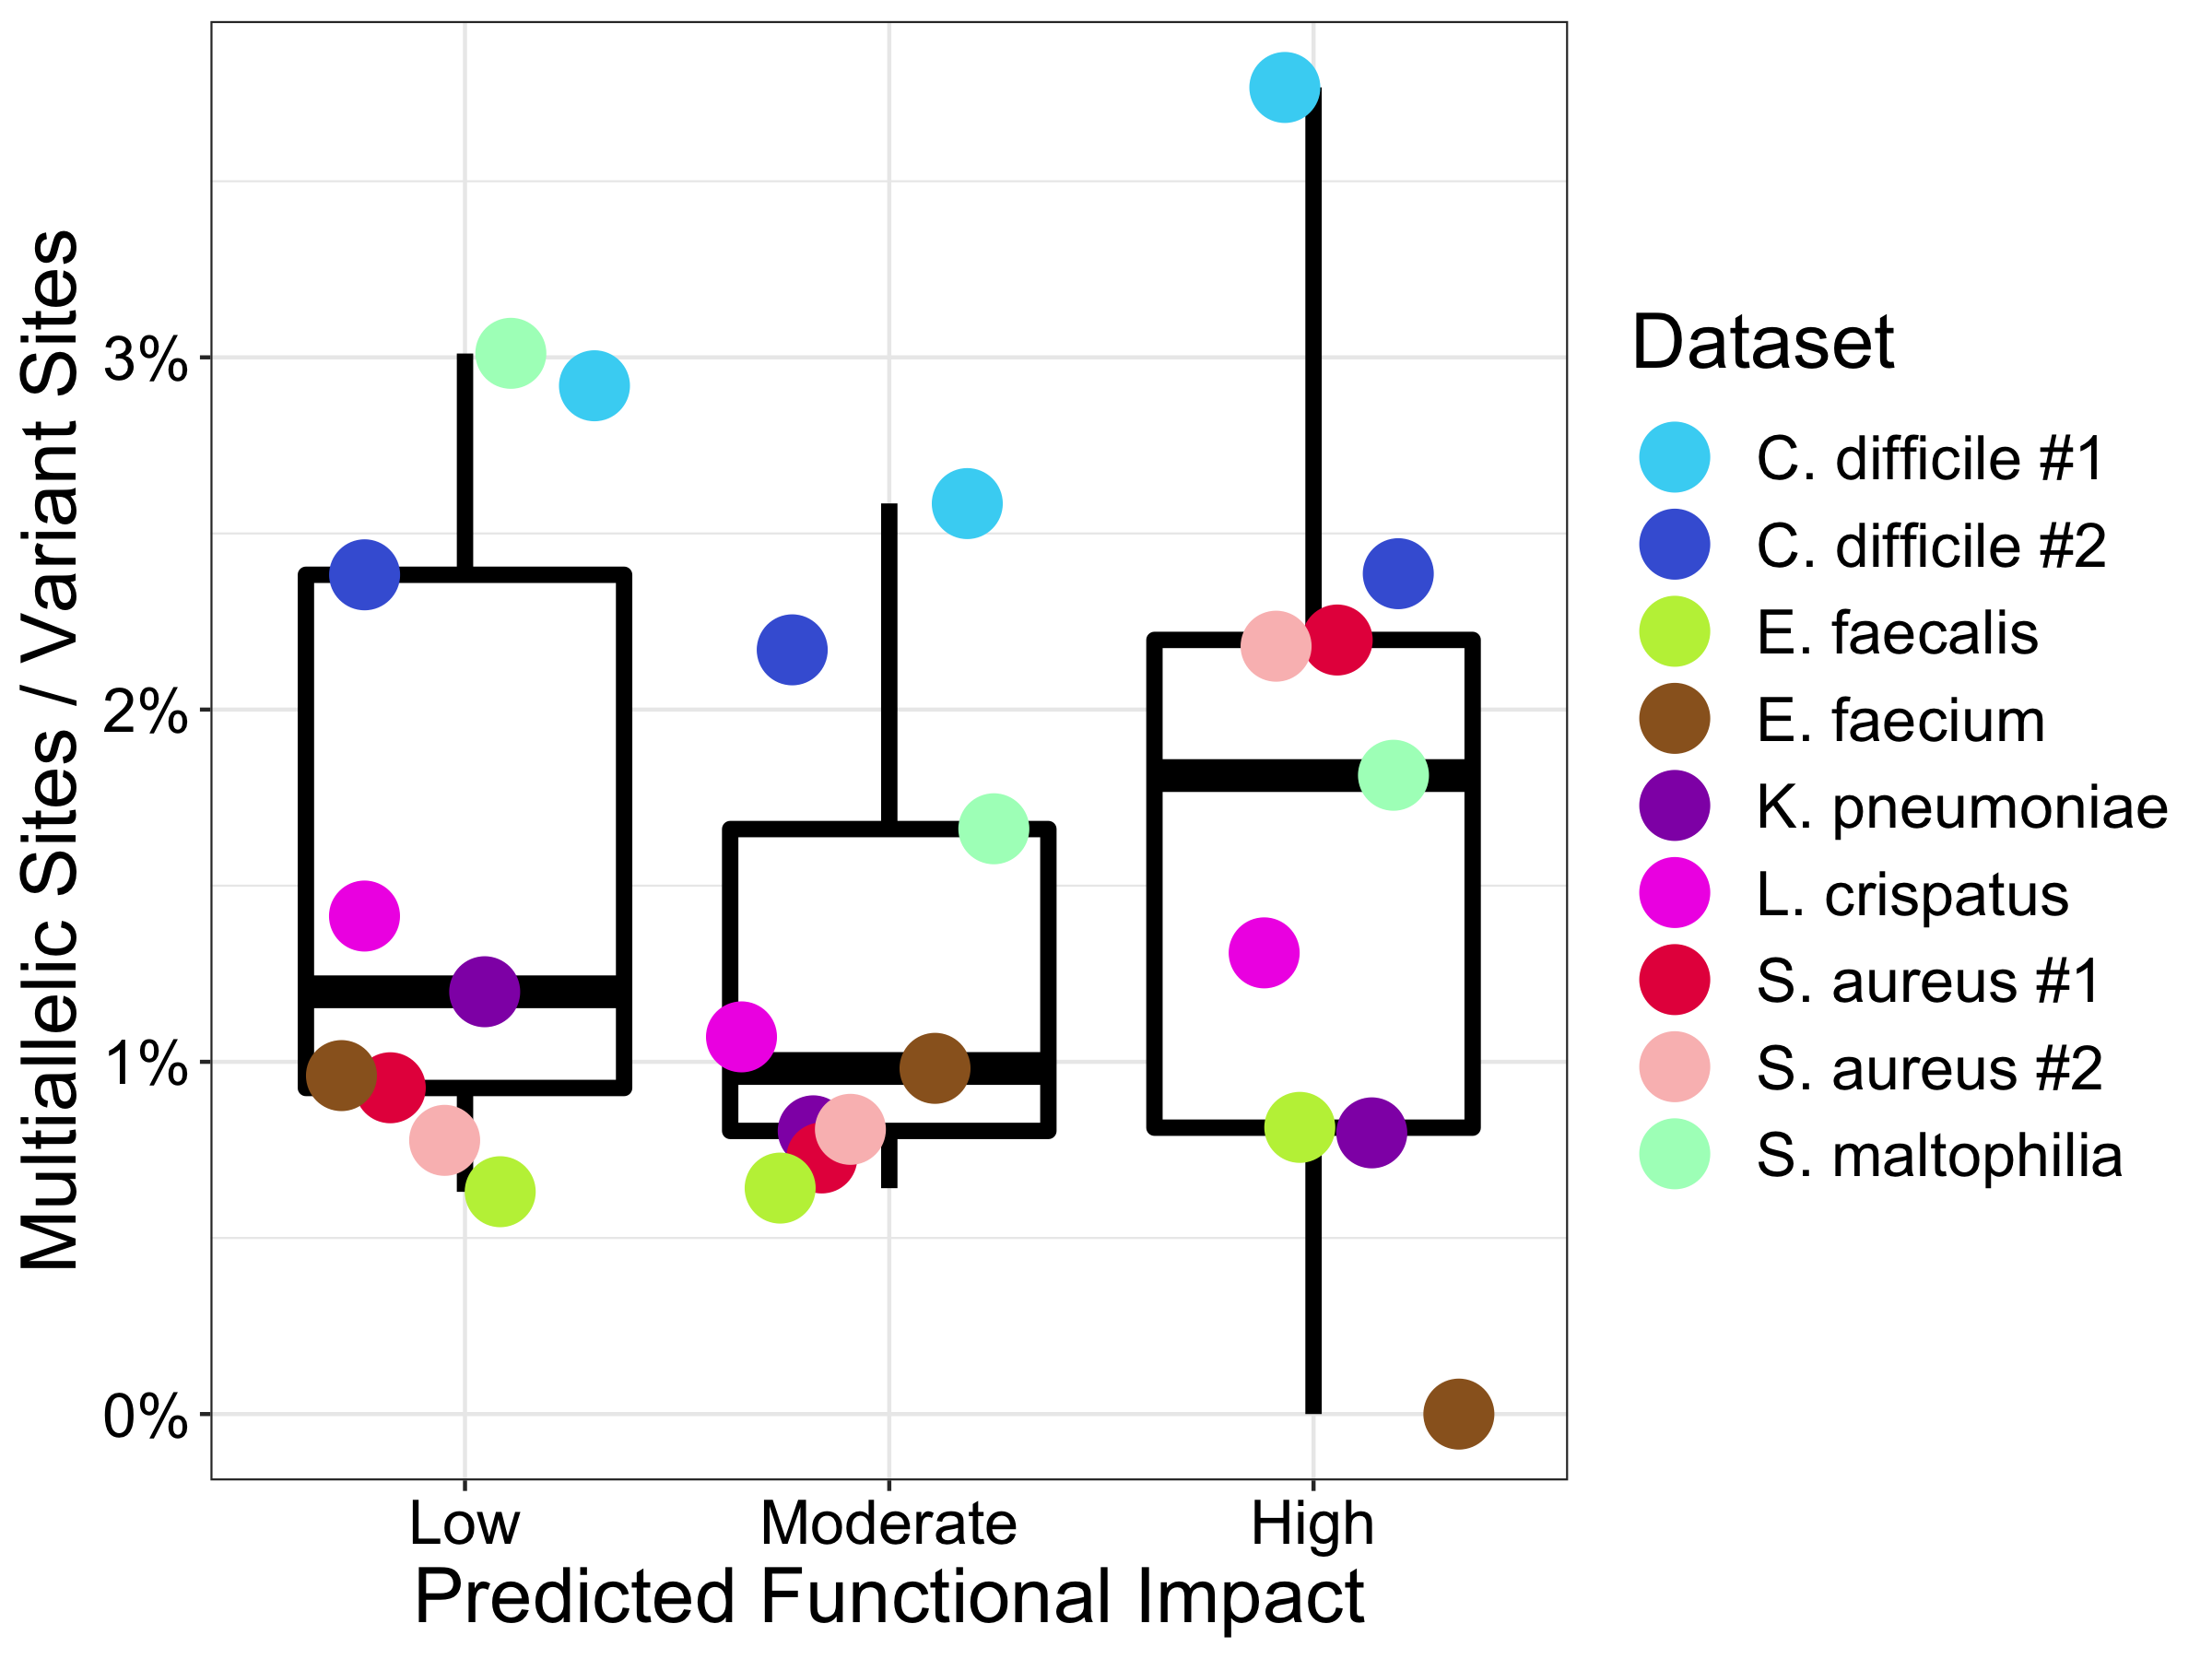 Multiallelic Sites / Variant Sites
3%
2%
1%
0%
Low
Moderate
High
Predicted Functional Impact
Dataset
C. difficile #1
C. difficile #2
E. faecalis
E. faecium
K. pneumoniae
L. crispatus
S. aureus #1
S. aureus #2
S. maltophilia